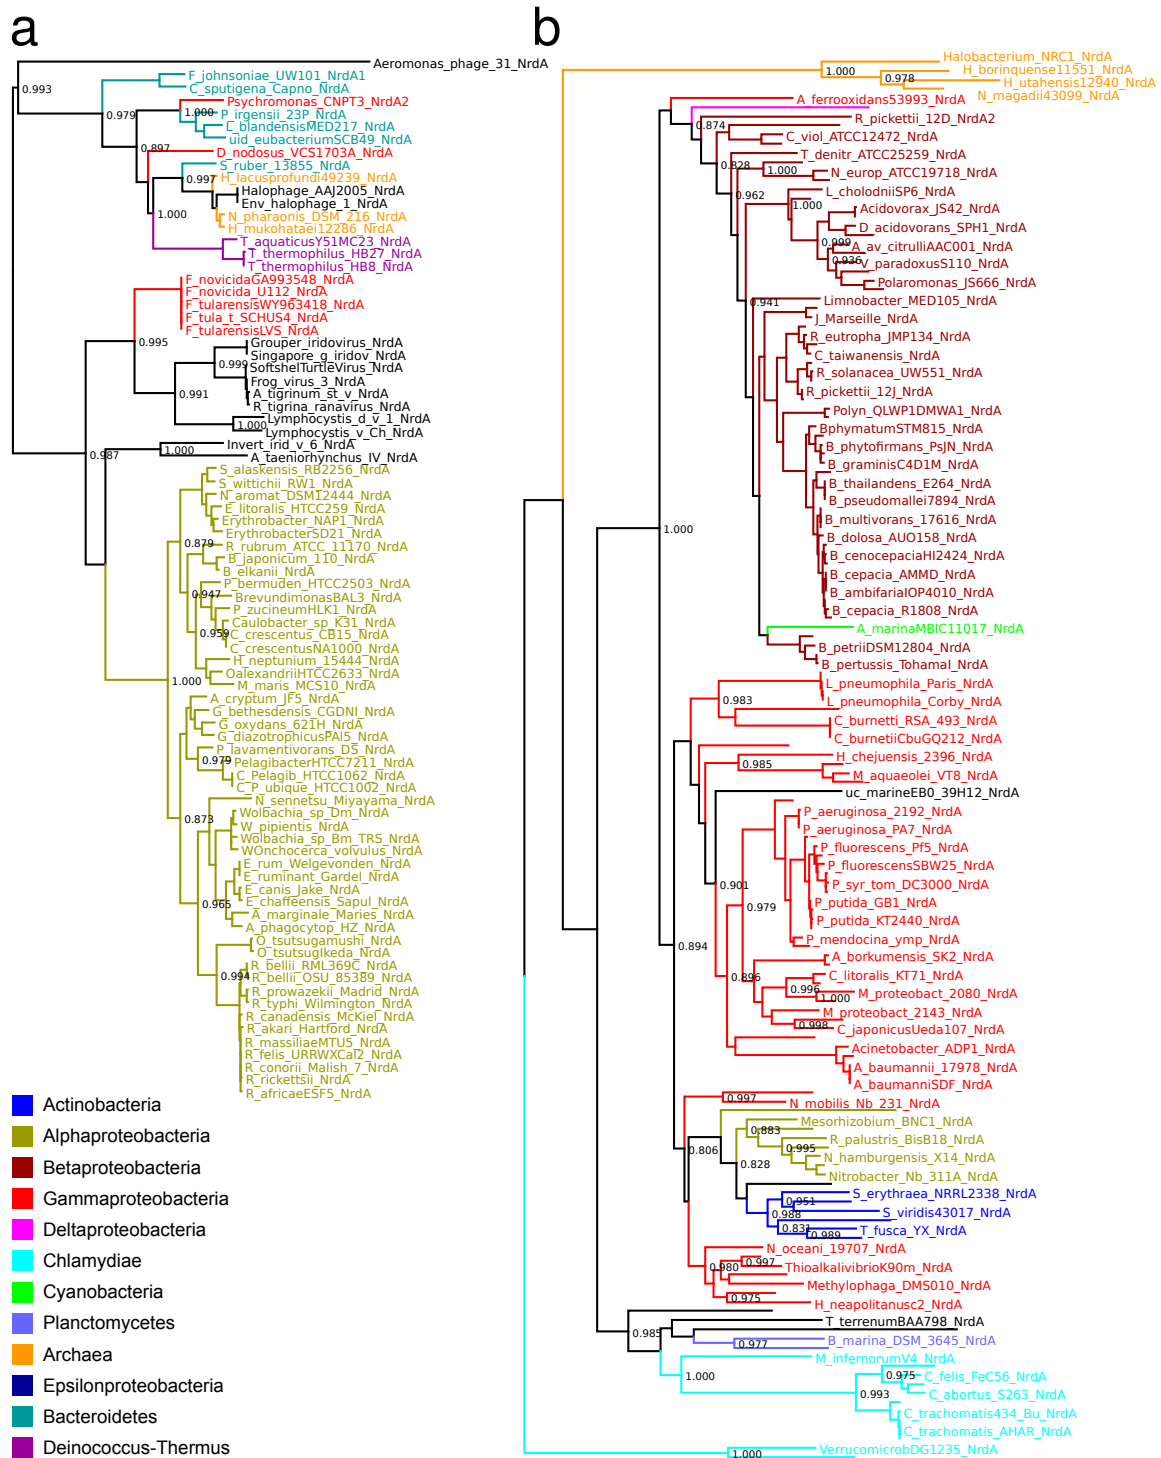 a
Aeromonas_phage_31_NrdA
0.993
F_johnsoniae_UW101_NrdA1
C_sputigena_Capno_NrdA
0.979
Psychromonas_CNPT3_NrdA2
1.000
P_irgensii_23P_NrdA
L_blandensisMED217_NrdA
uid_eubacteriumSCB49_NrdA
0.897
D_nodosus_VCS1703A_NrdA
S_ruber_13855_NrdA
0.997
H_lacusprofundi49239_NrdA
Halophage_AAJ2005_NrdA
Env_halophage_1_NrdA
1.000
N_pharaonis_DSM_216_NrdA
H_mukohataei12286_NrdA
T_aquaticusY51MC23_NrdA
T_thermophilus_HB27_NrdA
T_thermophilus_HB8_NrdA
F_novicidaGA993548_NrdA
F_novicida_U112_NrdA
F_tularensisWY963418_NrdA
F_tula_t_SCHUS4_NrdA
F_tularensisLVS_NrdA
0.995
Grouper_iridovirus_NrdA
Singapore_g_iridov_NrdA
0.999
SoftshelTurtleVirus_NrdA
Frog_virus_3_NrdA
0.991
A_tigrinum_st_v_NrdA
R_tigrina_ranavirus_NrdA
Lymphocystis_d_v_1_NrdA
1.000
Lymphocystis_v_Ch_NrdA
Invert_irid_v_6_NrdA
1.000
0.987
A_taeniorhynchus_IV_NrdA
S_alaskensis_RB2256_NrdA
S_wittichii_RW1_NrdA
N_aromat_DSM12444_NrdA
E_litoralis_HTCC259_NrdA
Erythrobacter_NAP1_NrdA
ErythrobacterSD21_NrdA
0.879
R_rubrum_ATCC_11170_NrdA
B_japonicum_110_NrdA
B_elkanii_NrdA
P_bermuden_HTCC2503_NrdA
0.947
BrevundimonasBAL3_NrdA
P_zucineumHLK1_NrdA
Caulobacter_sp_K31_NrdA
0.959
C_crescentus_CB15_NrdA
C_crescentusNA1000_NrdA
H_neptunium_15444_NrdA
OalexandriiHTCC2633_NrdA
1.000
M_maris_MCS10_NrdA
A_cryptum_JF5_NrdA
G_bethesdensis_CGDNI_NrdA
G_oxydans_621H_NrdA
G_diazotrophicusPAI5_NrdA
P_lavamentivorans_DS_NrdA
0.979
PelagibacterHTCC7211_NrdA
C_Pelagib_HTCC1062_NrdA
C_P_ubique_HTCC1002_NrdA
N_sennetsu_Miyayama_NrdA
0.873
Wolbachia_sp_Dm_NrdA
W_pipientis_NrdA
Wolbachia_sp_Bm_TRS_NrdA
WOnchocerca_volvulus_NrdA
E_rum_Welgevonden_NrdA
E_ruminant_Gardel_NrdA
E_canis_Jake_NrdA
0.965
E_chaffeensis_Sapul_NrdA
A_marginale_Maries_NrdA
A_phagocytop_HZ_NrdA
O_tsutsugamushi_NrdA
O_tsutsugIkeda_NrdA
R_bellii_RML369C_NrdA
0.994
R_bellii_OSU_85389_NrdA
R_prowazekii_Madrid_NrdA
R_typhi_Wilmington_NrdA
R_canadensis_McKiel_NrdA
R_akari_Hartford_NrdA
R_massiliaeMTU5_NrdA
R_felis_URRWXCal2_NrdA
R_conorii_Malish_7_NrdA
R_rickettsii_NrdA
R_africaeESF5_NrdA
Actinobacteria
Alphaproteobacteria
Betaproteobacteria
Gammaproteobacteria
Deltaproteobacteria
Chlamydiae
Cyanobacteria
Planctomycetes
Archaea
Epsilonproteobacteria
Bacteroidetes
Deinococcus-Thermus
b
Halobacterium_NRC1_NrdA
1.000
H_borinquense11551_NrdA
0.978
H_utahensis12940_NrdA
N_magadii43099_NrdA
A_ferrooxidans53993_NrdA
R_pickettii_12D_NrdA2
0.874
C_viol_ATCC12472_NrdA
T_denitr_ATCC25259_NrdA
0.828
1.000
N_europ_ATCC19718_NrdA
L_cholodniiSP6_NrdA
0.962
1.000
Acidovorax_JS42_NrdA
D_acidovorans_SPH1_NrdA
0.999
A_av_citrulliAAC001_NrdA
0.936
V_paradoxusS110_NrdA
Polaromonas_JS666_NrdA
0.941
Limnobacter_MED105_NrdA
J_Marseille_NrdA
R_eutropha_JMP134_NrdA
C_taiwanensis_NrdA
R_solanacea_UW551_NrdA
R_pickettii_12J_NrdA
Polyn_QLWP1DMWA1_NrdA
BphymatumSTM815_NrdA
B_phytofirmans_PsJN_NrdA
B_graminisC4D1M_NrdA
B_thailandens_E264_NrdA
B_pseudomallei7894_NrdA
B_multivorans_17616_NrdA
1.000
B_dolosa_AUO158_NrdA
B_cenocepaciaHI2424_NrdA
B_cepacia_AMMD_NrdA
B_ambifariaIOP4010_NrdA
B_cepacia_R1808_NrdA
A_marinaMBIC11017_NrdA
B_petriiDSM12804_NrdA
B_pertussis_TohamaI_NrdA
L_pneumophila_Paris_NrdA
0.983
L_pneumophila_Corby_NrdA
C_burnetti_RSA_493_NrdA
C_burnetiiCbuGQ212_NrdA
H_chejuensis_2396_NrdA
0.985
M_aquaeolei_VT8_NrdA
uc_marineEB0_39H12_NrdA
P_aeruginosa_2192_NrdA
P_aeruginosa_PA7_NrdA
P_fluorescens_Pf5_NrdA
P_fluorescensSBW25_NrdA
0.901
P_syr_tom_DC3000_NrdA
0.979
P_putida_GB1_NrdA
P_putida_KT2440_NrdA
0.894
P_mendocina_ymp_NrdA
A_borkumensis_SK2_NrdA
0.896
C_litoralis_KT71_NrdA
0.996
M_proteobact_2080_NrdA
1.000
M_proteobact_2143_NrdA
0.998
C_japonicusUeda107_NrdA
Acinetobacter_ADP1_NrdA
A_baumannii_17978_NrdA
A_baumanniSDF_NrdA
0.997
N_mobilis_Nb_231_NrdA
Mesorhizobium_BNC1_NrdA
0.883
R_palustris_BisB18_NrdA
0.806
0.995
N_hamburgensis_X14_NrdA
0.828
Nitrobacter_Nb_311A_NrdA
S_erythraea_NRRL2338_NrdA
0.951
0.988
S_viridis43017_NrdA
0.831
T_fusca_YX_NrdA
0.989
N_oceani_19707_NrdA
0.997
0.980
ThioalkalivibrioK90m_NrdA
Methylophaga_DMS010_NrdA
0.975
H_neapolitanusc2_NrdA
T_terrenumBAA798_NrdA
0.985
B_marina_DSM_3645_NrdA
0.977
M_infernorumV4_NrdA
1.000
0.975
C_felis_FeC56_NrdA
0.993
C_abortus_S263_NrdA
C_trachomatis434_Bu_NrdA
C_trachomatis_AHAR_NrdA
VerrucomicrobDG1235_NrdA
1.000